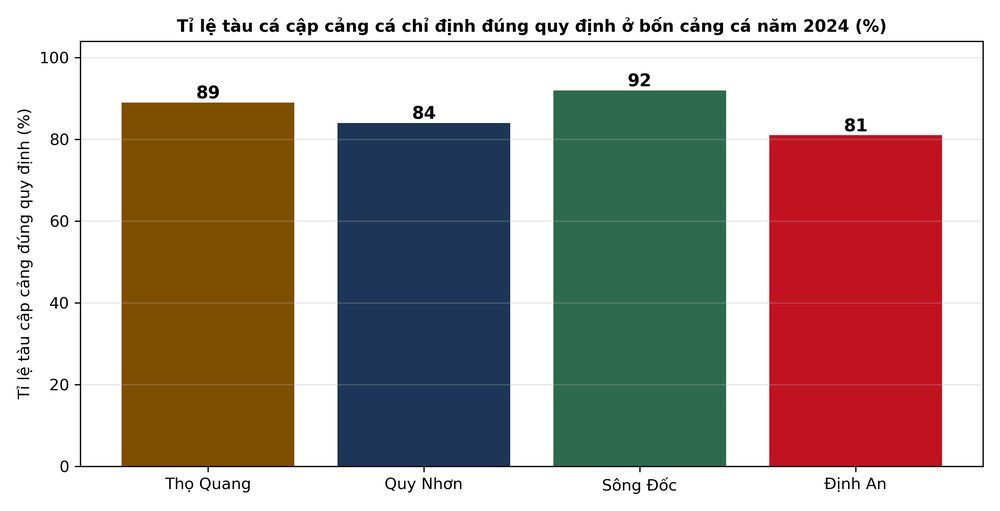 Tỉ lệ tàu cá cập cảng cá chỉ định đúng quy định ở bốn cảng cá năm 2024 (%)
Tỉ lệ tàu cập cảng đúng quy định (%)
100
80
60
40
20
0
89
84
92
81
Thọ Quang
Quy Nhơn
Sông Đốc
Định An